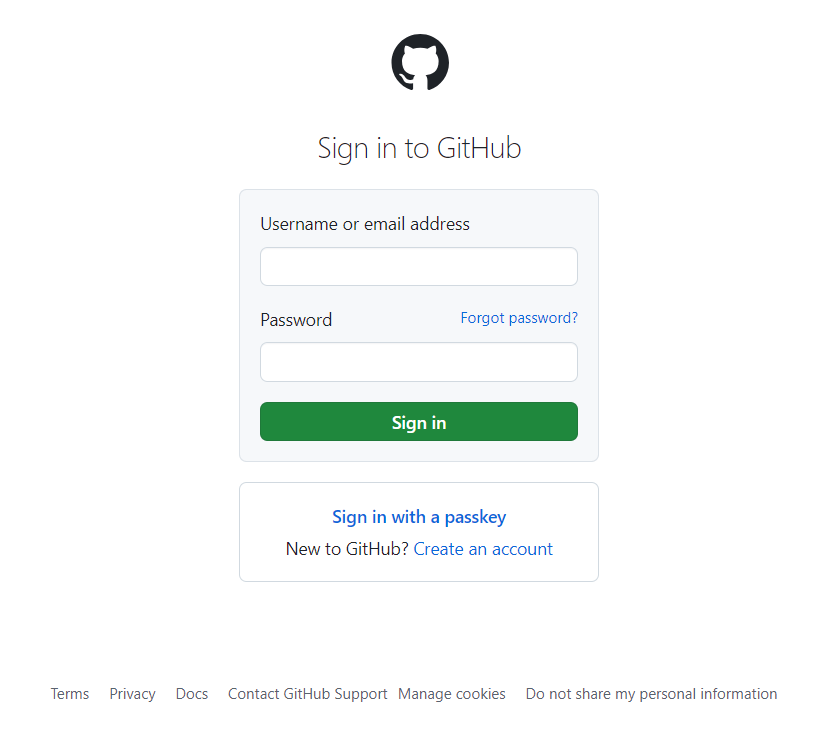 Sign in to GitHub
Username or email address
Password Forgot password?
Sign in
Sign in with a passkey
New to GitHub? Create an account
Terms Privacy Docs Contact GitHub Support Manage cookies Do not share my personal information